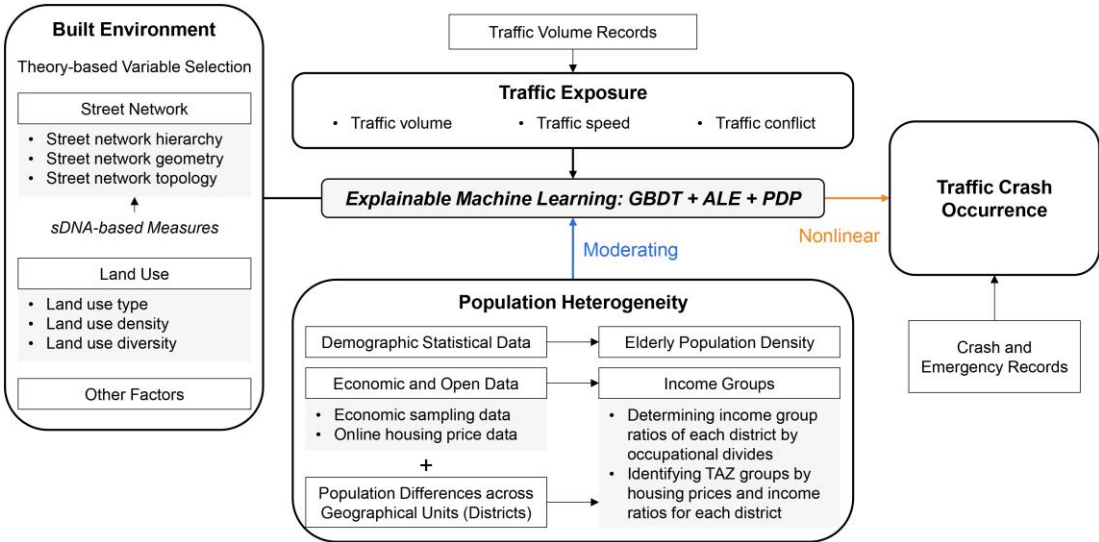 Built Environment
Theory-based Variable Selection
Street Network
• Street network hierarchy
• Street network geometry
• Street network topology
sDNA-based Measures
Land Use
• Land use type
• Land use density
• Land use diversity
Other Factors
Traffic Volume Records
Traffic Exposure
• Traffic volume
• Traffic speed
• Traffic conflict
Explainable Machine Learning: GBDT + ALE + PDP
Nonlinear
Moderating
Population Heterogeneity
Demographic Statistical Data
Elderly Population Density
Economic and Open Data
• Economic sampling data
• Online housing price data
+
Population Differences across
Geographical Units (Districts)
Income Groups
• Determining income group
ratios of each district by
occupational divides
• Identifying TAZ groups by
housing prices and income
ratios for each district
Traffic Crash
Occurrence
Crash and
Emergency Records